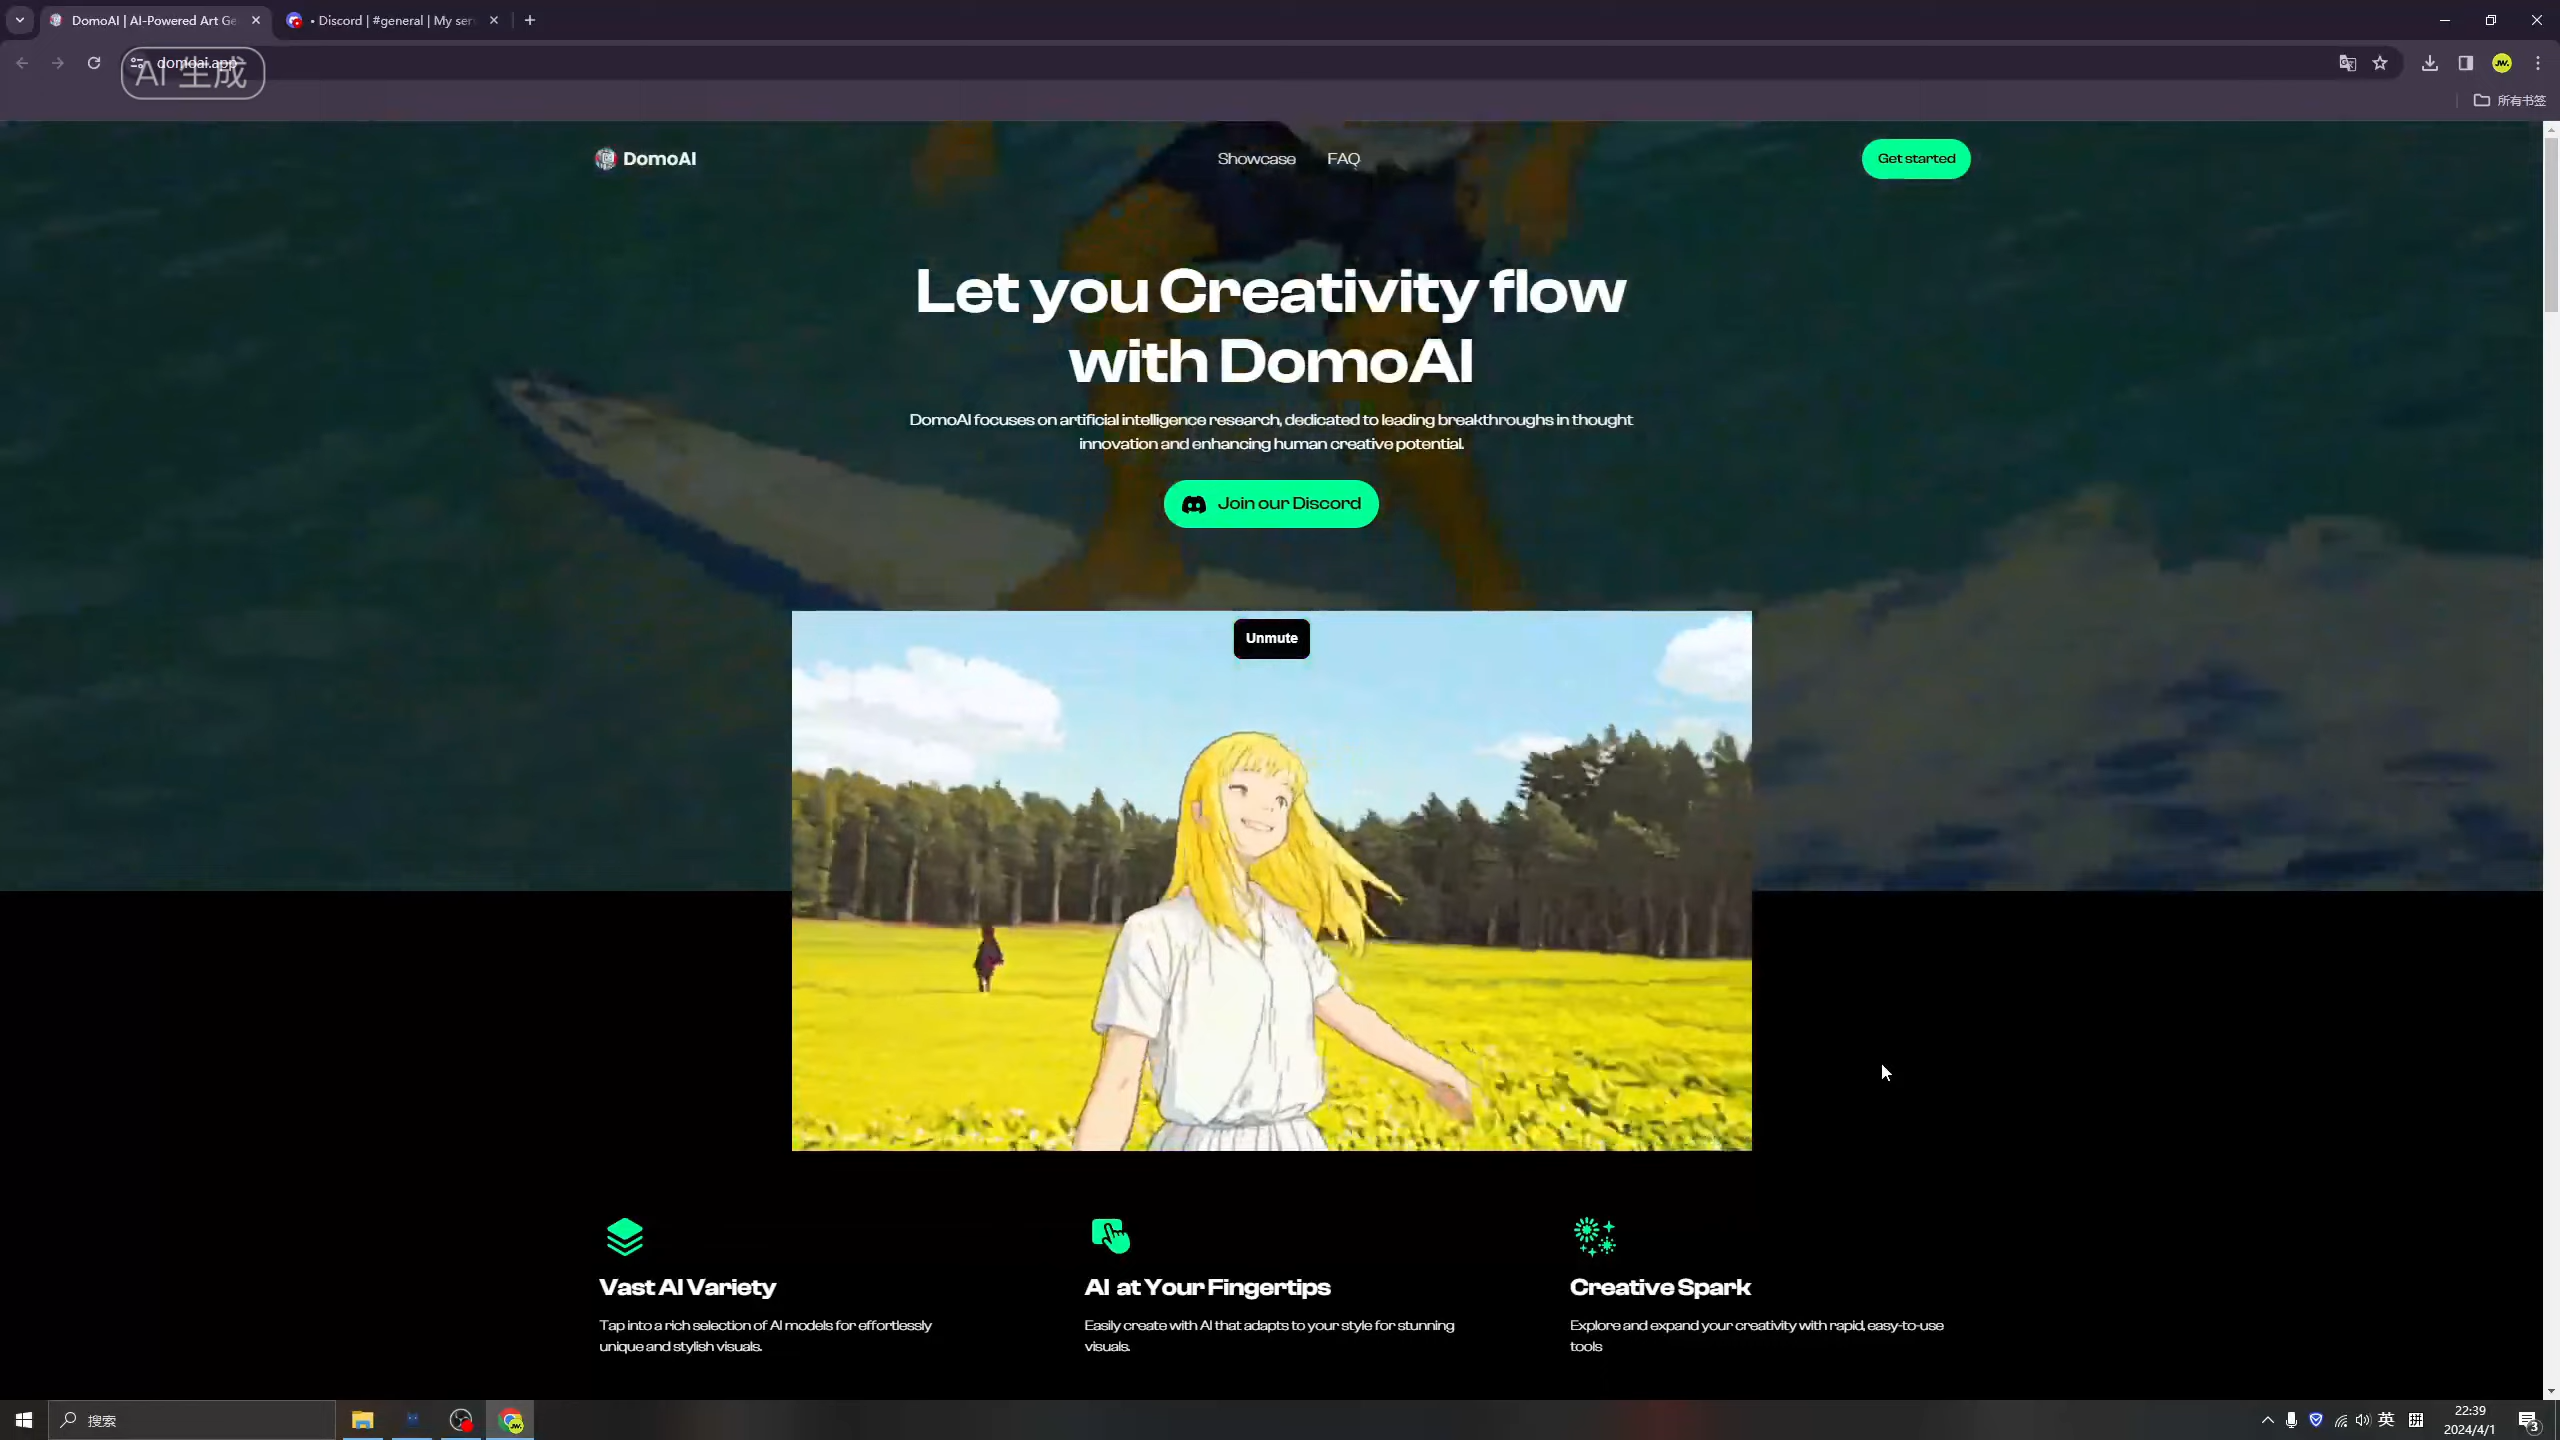 DomoAI | AI-Powered Art Ge
• Discord | #general | My ser
domoai.app
AI 生成
所有书签
DomoAI
Showcase
FAQ
Get started
Let you Creativity flow
with DomoAI
DomoAI focuses on artificial intelligence research, dedicated to leading breakthroughs in thought
innovation and enhancing human creative potential.
Join our Discord
Unmute
Vast AI Variety
Tap into a rich selection of AI models for effortlessly
unique and stylish visuals.
AI at Your Fingertips
Easily create with AI that adapts to your style for stunning
visuals.
Creative Spark
Explore and expand your creativity with rapid, easy-to-use
tools
搜索
英
拼
22:39
2024/4/1
3